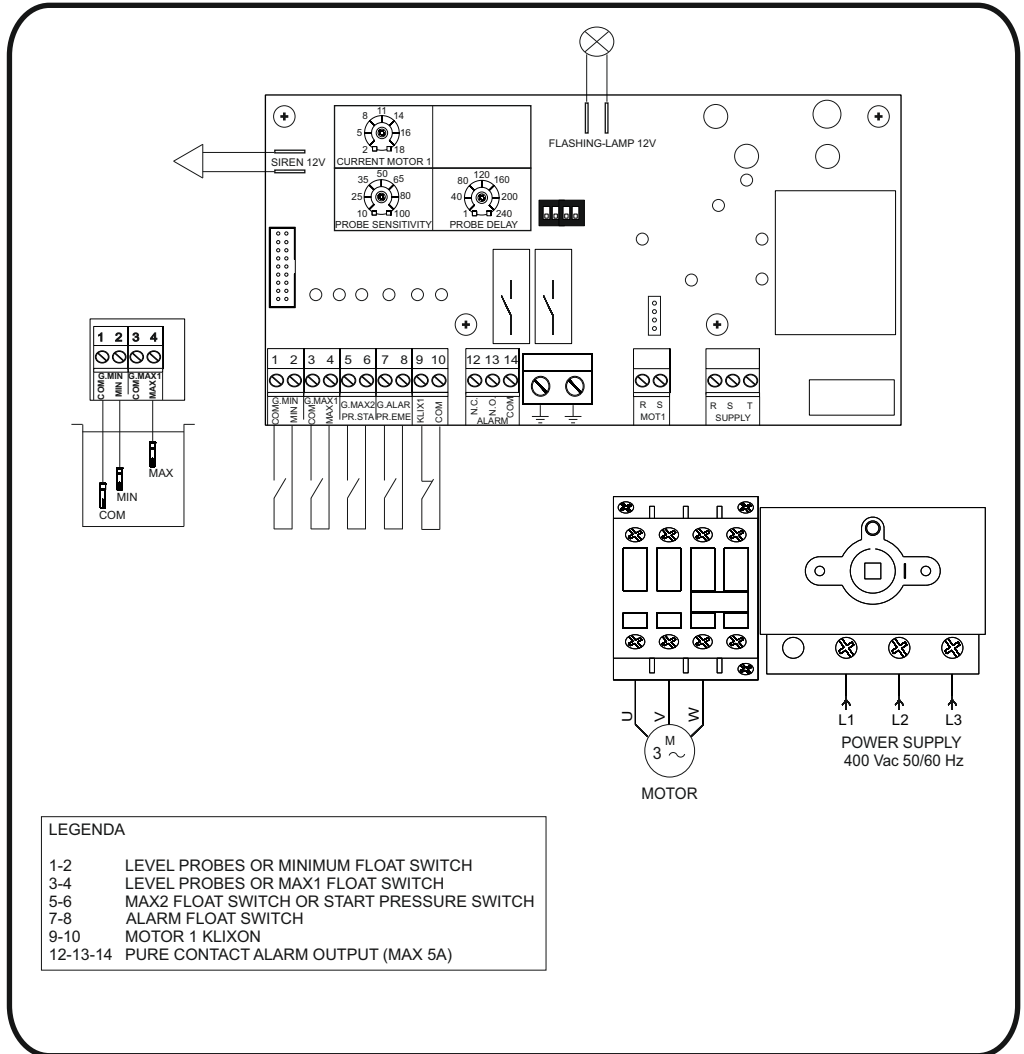 FLASHING-LAMP 12V
SIREN 12V
2 5 8 11 14 16 18
CURRENT MOTOR 1
10 25 35 50 65 80 100
PROBE SENSITIVITY
1 40 80 120 160 200 240
PROBE DELAY
1 2 3 4
G.MIN G.MAX1
COM MIN COM MAX1
MAX
MIN
COM
1 2 3 4 5 6 7 8 9 10 12 13 14
G.MIN G.MAX1 G.MAX2 G.ALAR
COM MIN COM MAX1 PR.STA PR.EME KLIX1 COM N.C. N.O. COM
ALARM
R S
MOT1
R S T
SUPPLY
U V W
M
3 ~
MOTOR
L1 L2 L3
POWER SUPPLY
400 Vac 50/60 Hz
LEGENDA
1-2 LEVEL PROBES OR MINIMUM FLOAT SWITCH
3-4 LEVEL PROBES OR MAX1 FLOAT SWITCH
5-6 MAX2 FLOAT SWITCH OR START PRESSURE SWITCH
7-8 ALARM FLOAT SWITCH
9-10 MOTOR 1 KLIXON
12-13-14 PURE CONTACT ALARM OUTPUT (MAX 5A)